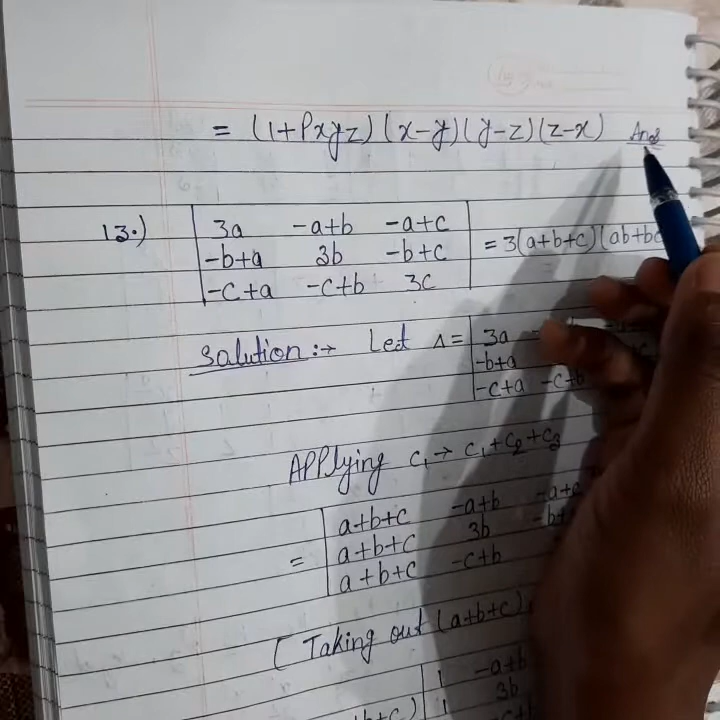 = (1+Pxyz) (x-y)(y-z)(z-x) Ans
13.) | 3a -a+b -a+c |
| -b+a 3b -b+c | = 3(a+b+c)(ab+bc
| -c+a -c+b 3c |
Solution:→ Let Δ = | 3a
| -b+a
| -c+a -c+b
Applying C₁ → C₁+C₂+C₃
| a+b+c -a+b -a+c
= | a+b+c 3b -b+
| a+b+c -c+b
[ Taking out (a+b+c)
| 1 -a+b
| 1 3b